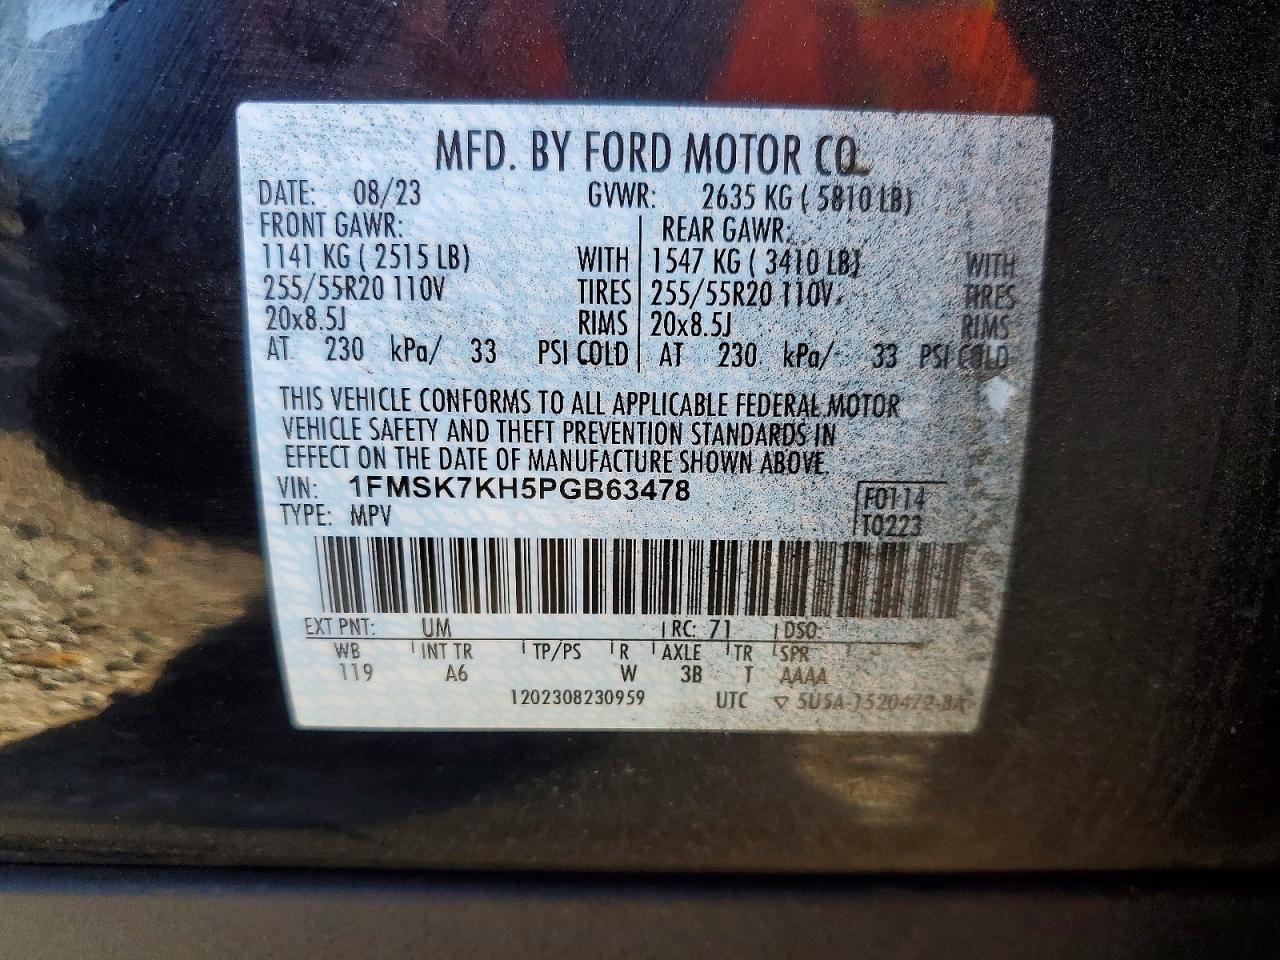 MFD. BY FORD MOTOR CO.
DATE: 08/23 GVWR: 2635 KG ( 5810 LB)
FRONT GAWR: REAR GAWR:
1141 KG ( 2515 LB) WITH 1547 KG ( 3410 LB) WITH
255/55R20 110V TIRES 255/55R20 110V TIRES
20x8.5J RIMS 20x8.5J RIMS
AT 230 kPa/ 33 PSI COLD AT 230 kPa/ 33 PSI COLD
THIS VEHICLE CONFORMS TO ALL APPLICABLE FEDERAL MOTOR
VEHICLE SAFETY AND THEFT PREVENTION STANDARDS IN
EFFECT ON THE DATE OF MANUFACTURE SHOWN ABOVE.
VIN: 1FMSK7KH5PGB63478 F0114
TYPE: MPV T0223
EXT PNT: UM RC: 71 DSO:
WB INT TR TP/PS R AXLE TR SPR
119 A6 W 3B T AAAA
1202308230959 UTC ▽ 5U5A-1520472-BA